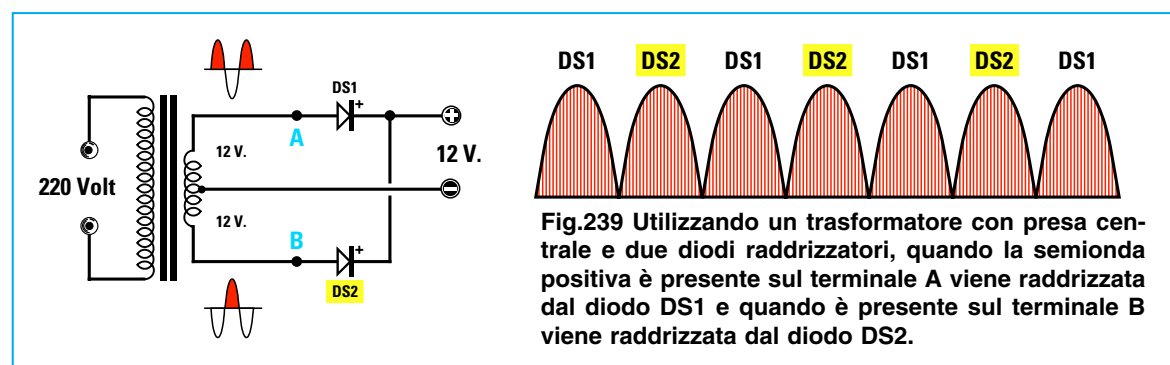 DS1
+
A
12 V.
220 Volt
12 V.
12 V.
B
+
DS2
DS1 DS2 DS1 DS2 DS1 DS2 DS1
Fig.239 Utilizzando un trasformatore con presa cen-
trale e due diodi raddrizzatori, quando la semionda
positiva è presente sul terminale A viene raddrizzata
dal diodo DS1 e quando è presente sul terminale B
viene raddrizzata dal diodo DS2.